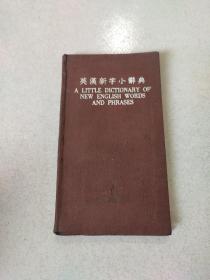 英漢新字小辭典
A LITTLE DICTIONARY OF
NEW ENGLISH WORDS
AND PHRASES